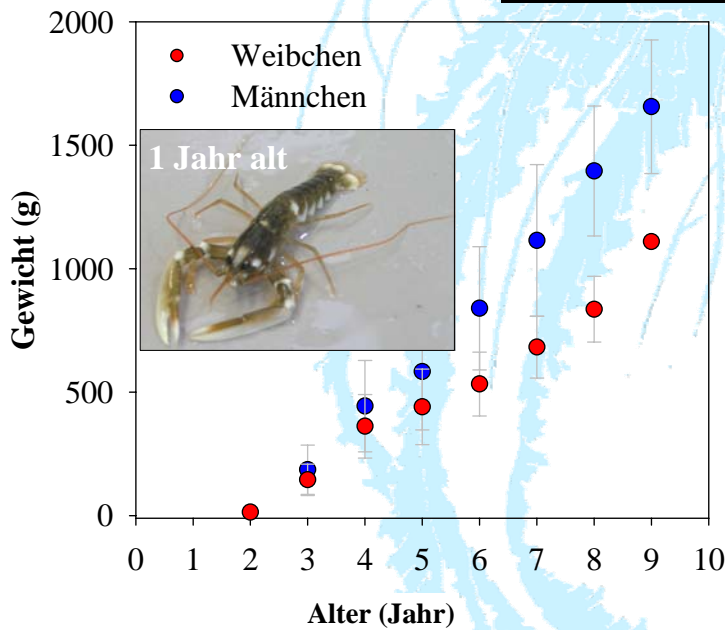 2000
Weibchen
Männchen
1500
1 Jahr alt
Gewicht (g)
1000
500
0
0 1 2 3 4 5 6 7 8 9 10
Alter (Jahr)